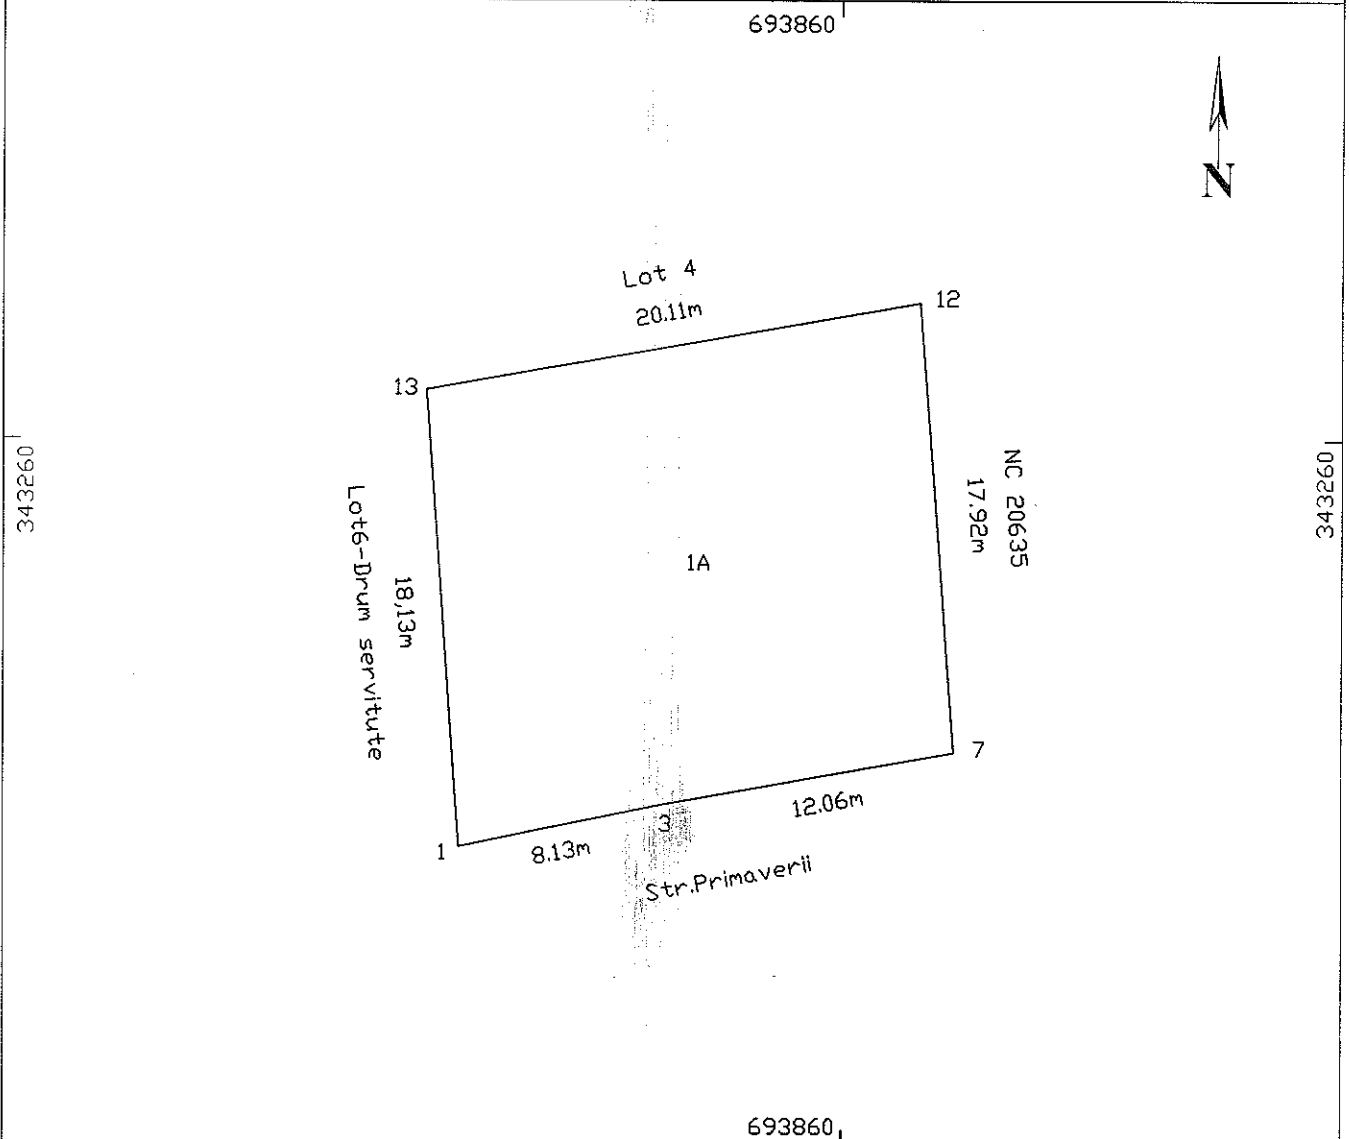 693860
N
Lot 4
20.11m
12
13
343260
343260
NC 20635
17.92m
Lot6-Drum servitute
18,13m
1A
7
12.06m
3
1
8.13m
Str.Primaverii
693860